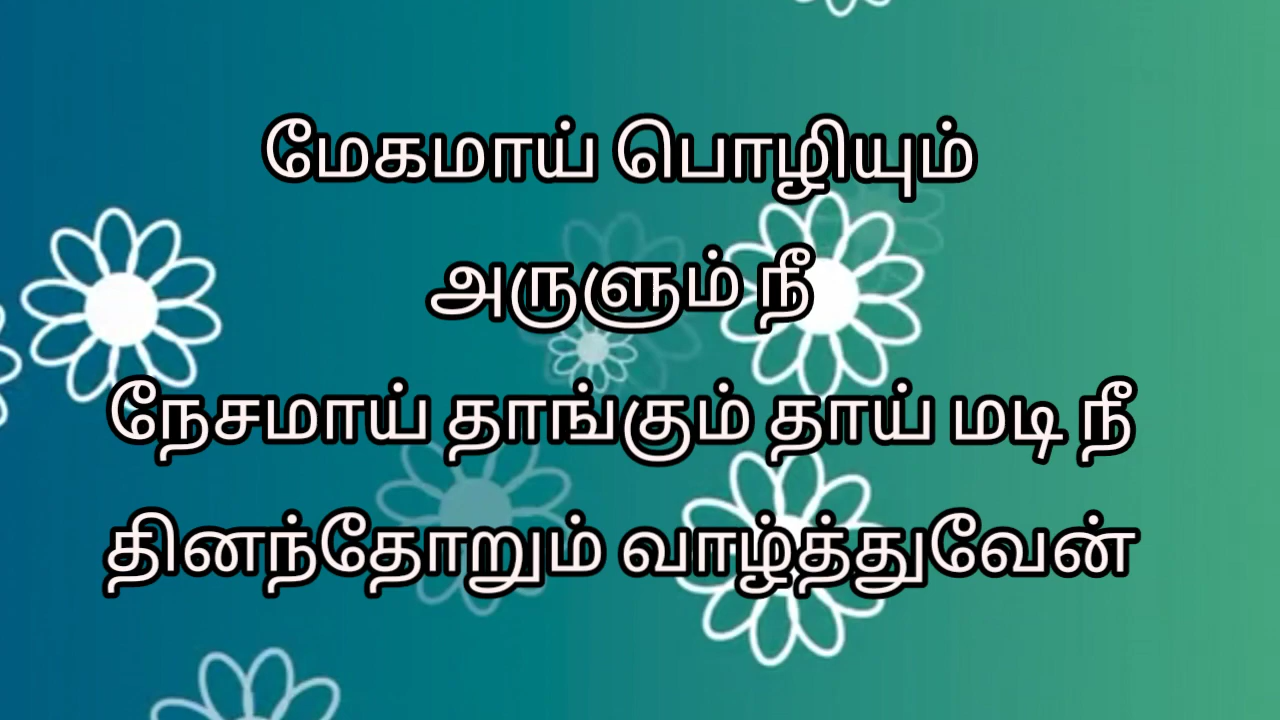 மேகமாய் பொழியும்
அருளும் நீ
நேசமாய் தாங்கும் தாய் மடி நீ
தினந்தோறும் வாழ்த்துவேன்